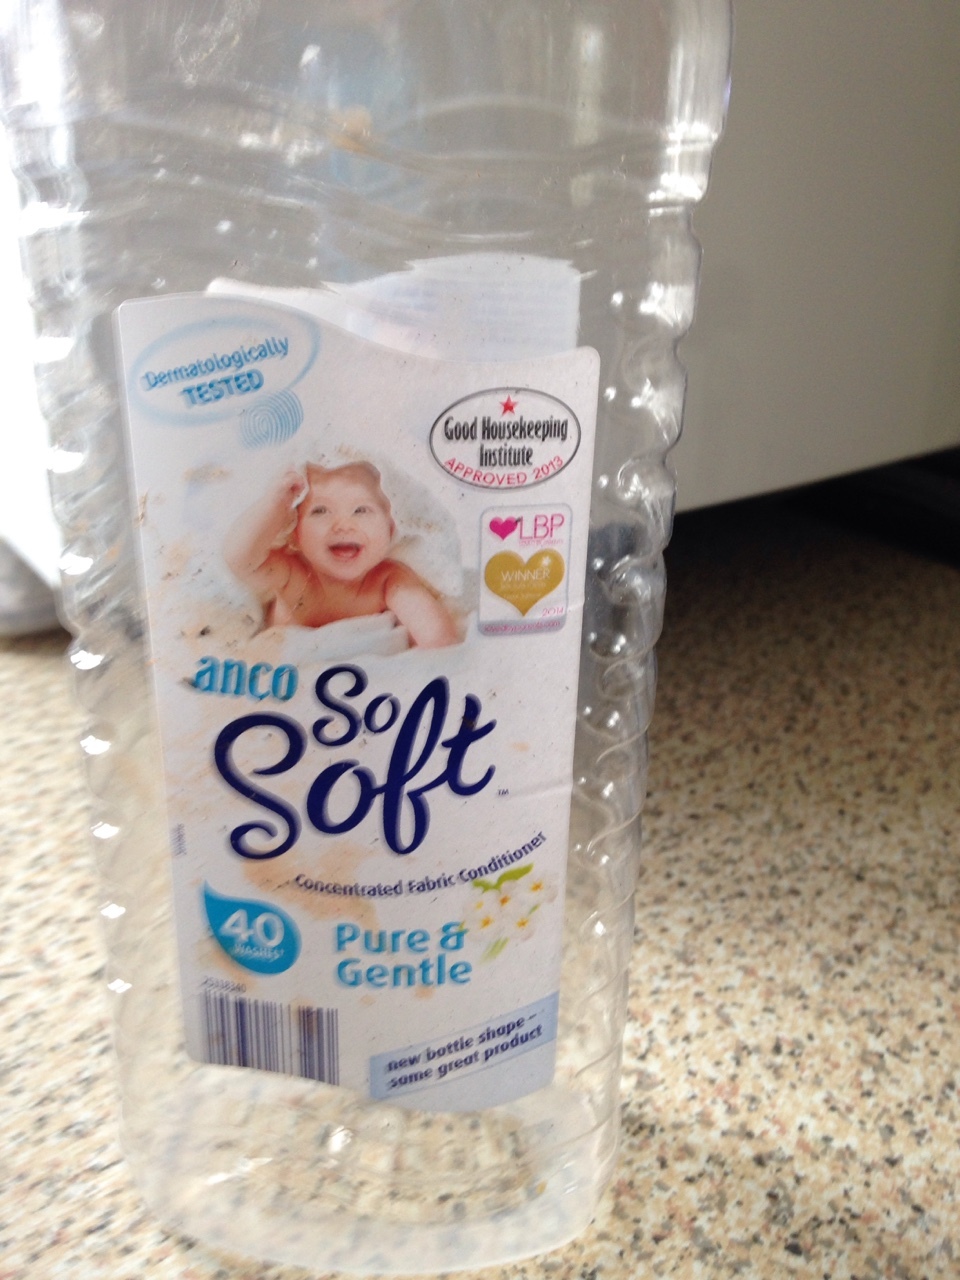 Dermatologically
TESTED
Good Housekeeping
Institute
APPROVED 2013
LBP
WINNER
2014
anco
So
Soft
TM
Concentrated Fabric Conditioner
40
WASHES*
Pure &
Gentle
new bottle shape -
same great product